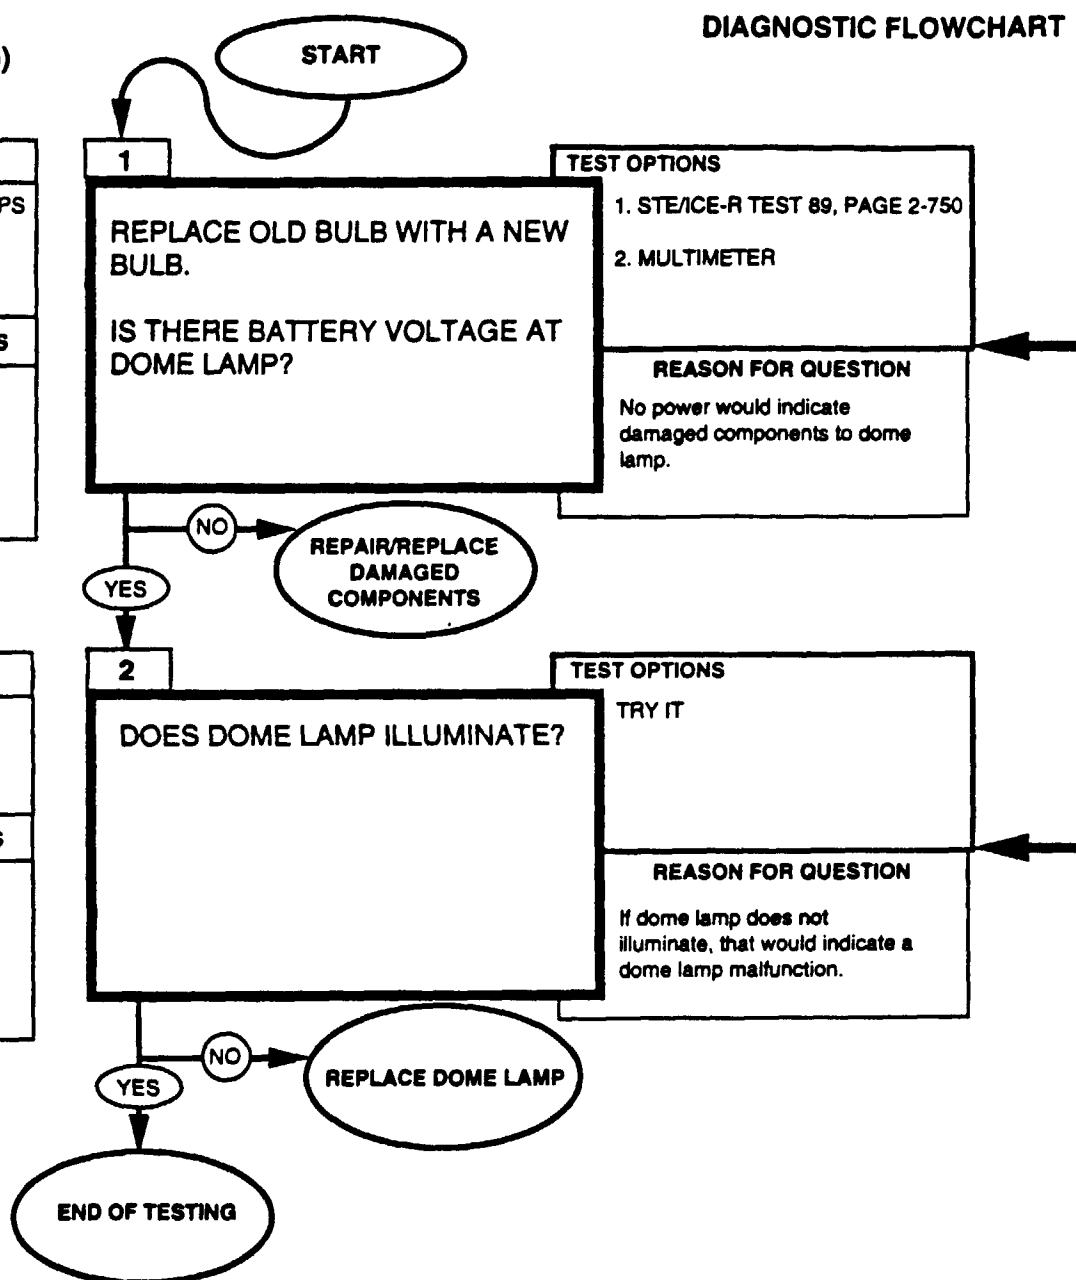 DIAGNOSTIC FLOWCHART
)
START
1
TEST OPTIONS
1. STE/ICE-R TEST 89, PAGE 2-750
2. MULTIMETER
PS
S
REPLACE OLD BULB WITH A NEW
BULB.
IS THERE BATTERY VOLTAGE AT
DOME LAMP?
REASON FOR QUESTION
No power would indicate
damaged components to dome
lamp.
NO
REPAIR/REPLACE
DAMAGED
COMPONENTS
YES
2
TEST OPTIONS
TRY IT
DOES DOME LAMP ILLUMINATE?
S
REASON FOR QUESTION
If dome lamp does not
illuminate, that would indicate a
dome lamp malfunction.
NO
REPLACE DOME LAMP
YES
END OF TESTING